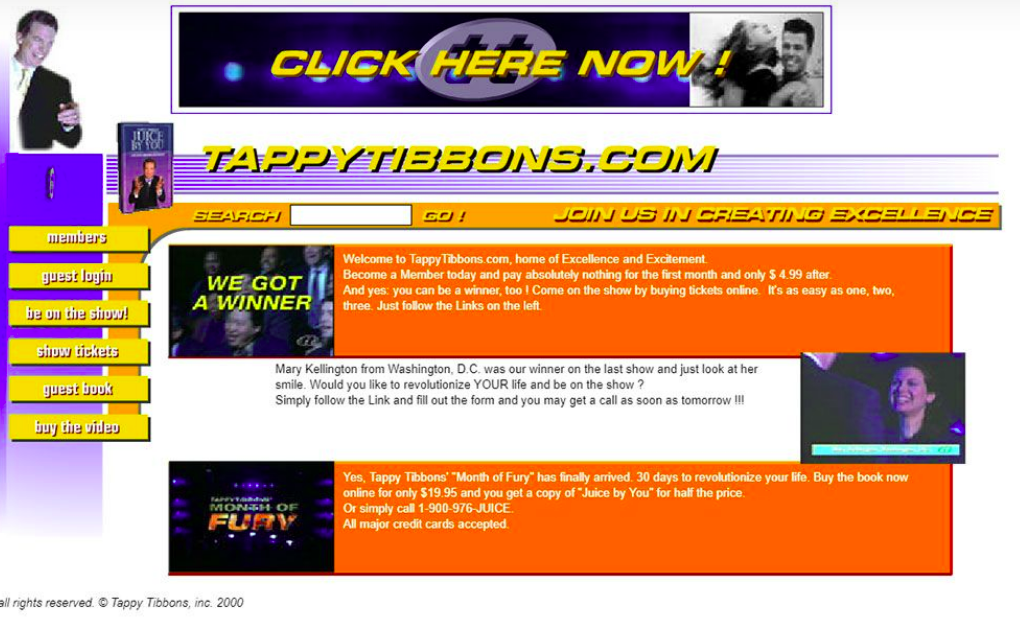 CLICK HERE NOW !
tt
JUICE BY YOU
TAPPYTIBBONS.COM
SEARCH GO ! JOIN US IN CREATING EXCELLENCE
members
guest login
be on the show!
show tickets
guest book
buy the video
WE GOT
A WINNER
Welcome to TappyTibbons.com, home of Excellence and Excitement.
Become a Member today and pay absolutely nothing for the first month and only $ 4.99 after.
And yes: you can be a winner, too ! Come on the show by buying tickets online. It's as easy as one, two,
three. Just follow the Links on the left.
Mary Kellington from Washington, D.C. was our winner on the last show and just look at her
smile. Would you like to revolutionize YOUR life and be on the show ?
Simply follow the Link and fill out the form and you may get a call as soon as tomorrow !!!
TAPPY TIBBONS'
MONTH OF
FURY
Yes, Tappy Tibbons' "Month of Fury" has finally arrived. 30 days to revolutionize your life. Buy the book now
online for only $19.95 and you get a copy of "Juice by You" for half the price.
Or simply call 1-900-976-JUICE.
All major credit cards accepted.
all rights reserved. © Tappy Tibbons, inc. 2000